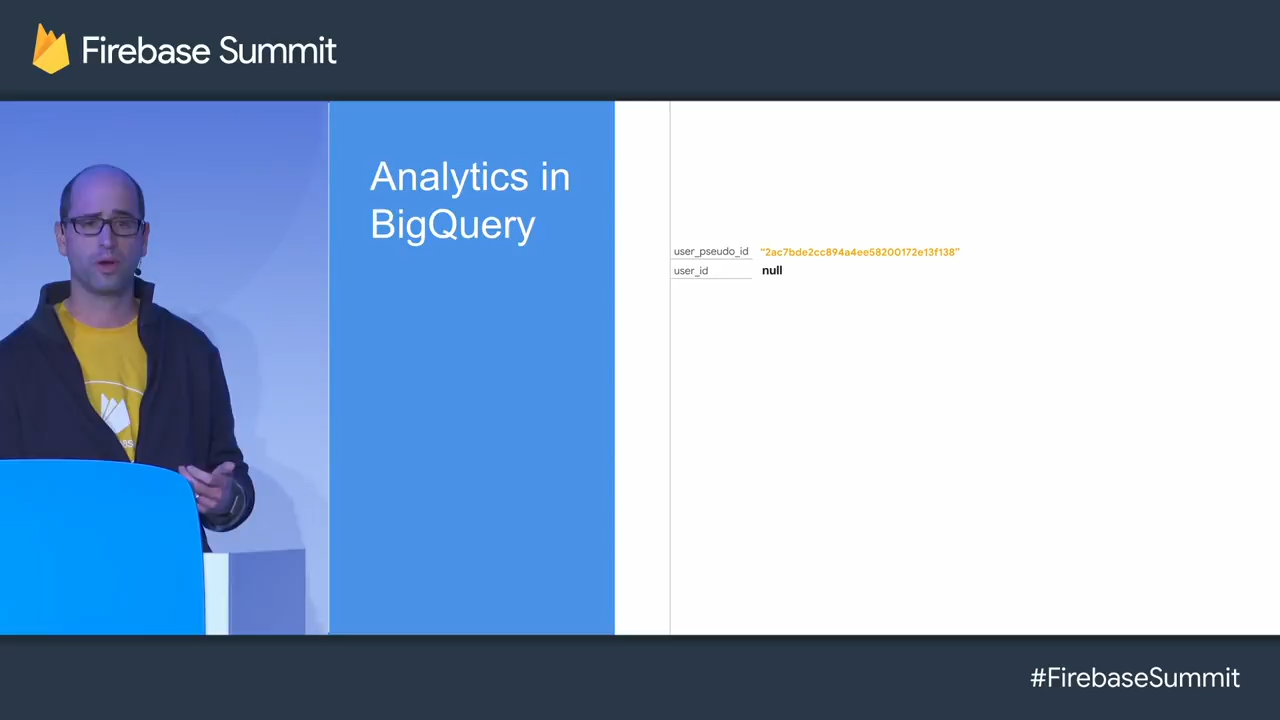 Firebase Summit
Analytics in
BigQuery
user_pseudo_id "2ac7bde2cc894a4ee58200172e13f138"
user_id null
#FirebaseSummit